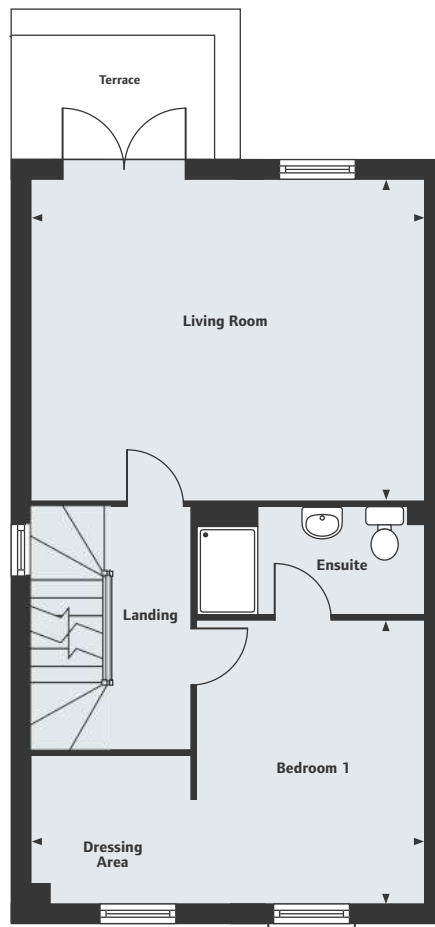 Terrace
Living Room
Ensuite
Landing
Bedroom 1
Dressing
Area